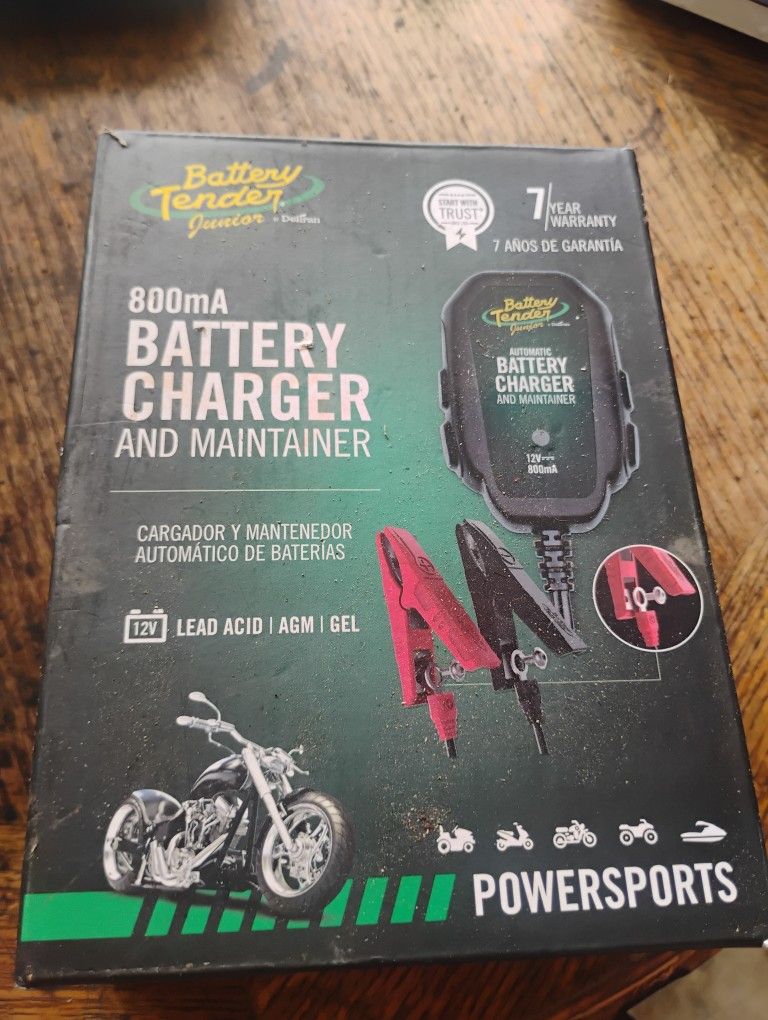 Battery
Tender
Junior by Deltran
START WITH
TRUST
7 YEAR
WARRANTY
7 AÑOS DE GARANTÍA
800mA
BATTERY
CHARGER
AND MAINTAINER
CARGADOR Y MANTENEDOR
AUTOMÁTICO DE BATERÍAS
12V LEAD ACID | AGM | GEL
Battery
Tender
Junior
AUTOMATIC
BATTERY
CHARGER
AND MAINTAINER
12V
800mA
POWERSPORTS